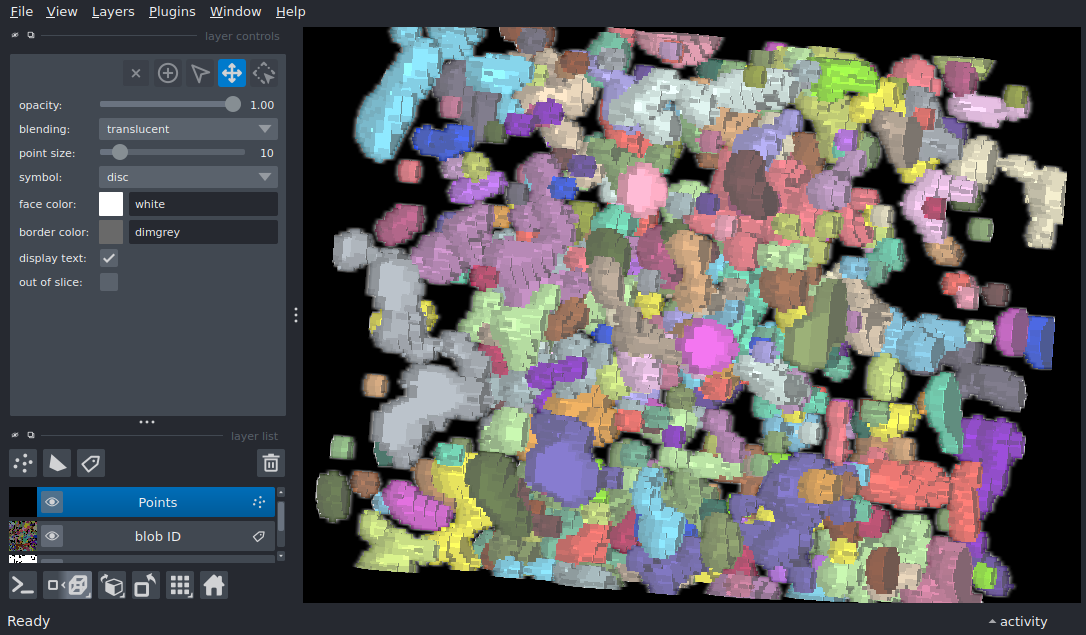 File View Layers Plugins Window Help
layer controls
opacity: 1.00
blending: translucent
point size: 10
symbol: disc
face color: white
border color: dimgrey
display text:
out of slice:
layer list
Points
blob ID
Ready activity